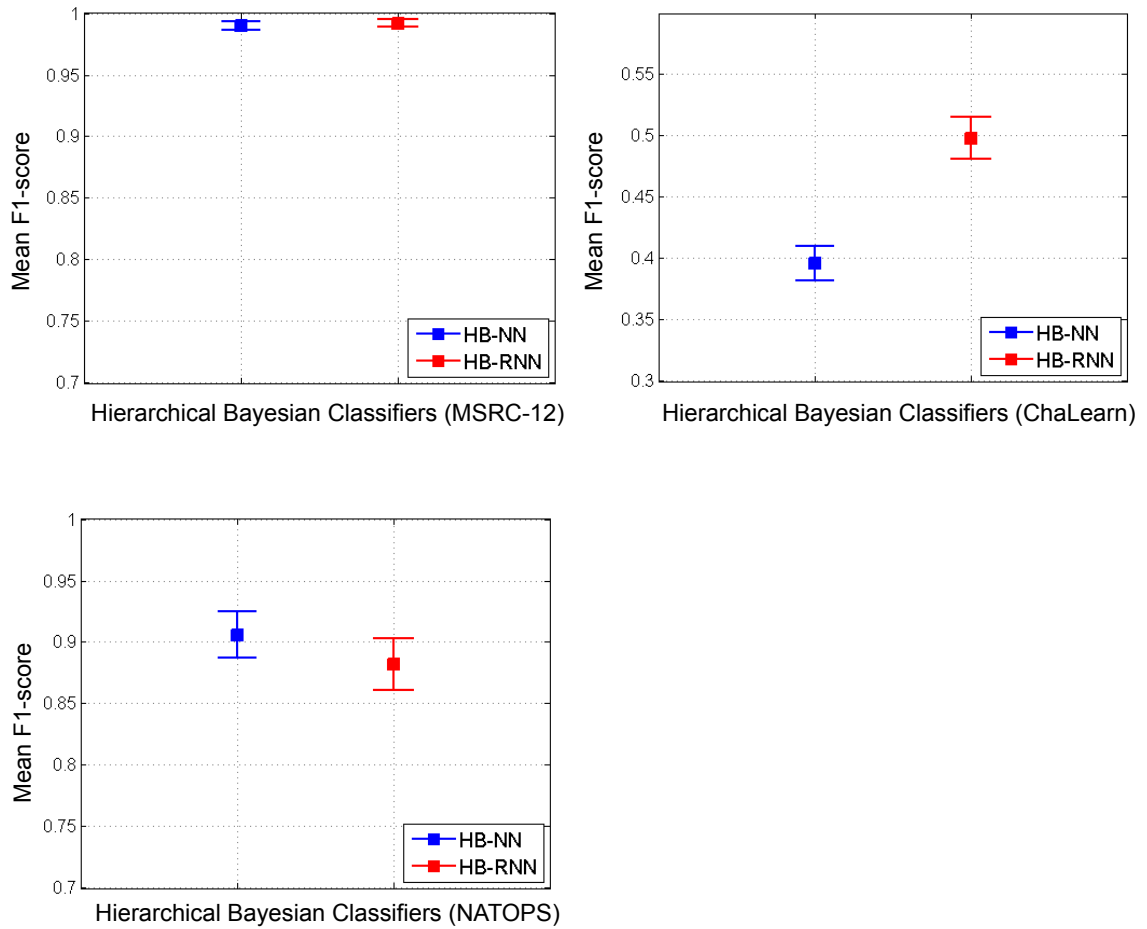 1
0.95
0.9
0.85
0.8
0.75
0.7
Mean F1-score
HB-NN
HB-RNN
Hierarchical Bayesian Classifiers (MSRC-12)
0.55
0.5
0.45
0.4
0.35
0.3
Mean F1-score
HB-NN
HB-RNN
Hierarchical Bayesian Classifiers (ChaLearn)
1
0.95
0.9
0.85
0.8
0.75
0.7
Mean F1-score
HB-NN
HB-RNN
Hierarchical Bayesian Classifiers (NATOPS)